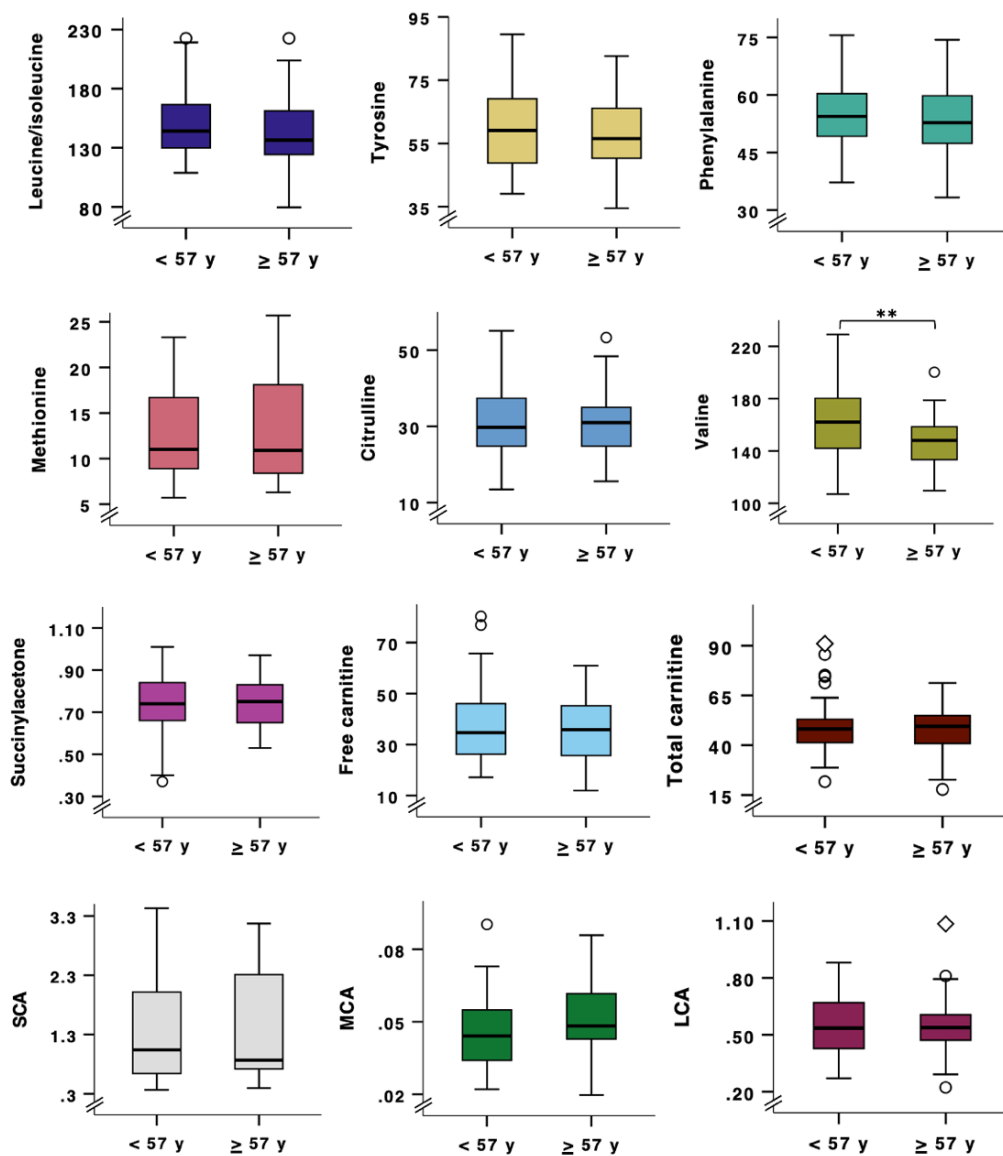 Leucine/isoleucine
230
180
130
80
< 57 y
≥ 57 y
Tyrosine
95
75
55
35
< 57 y
≥ 57 y
Phenylalanine
75
60
45
30
< 57 y
≥ 57 y
Methionine
25
20
15
10
5
< 57 y
≥ 57 y
Citrulline
50
30
10
< 57 y
≥ 57 y
Valine
**
220
180
140
100
< 57 y
≥ 57 y
Succinylacetone
1.10
.90
.70
.50
.30
< 57 y
≥ 57 y
Free carnitine
70
50
30
10
< 57 y
≥ 57 y
Total carnitine
90
65
40
15
< 57 y
≥ 57 y
SCA
3.3
2.3
1.3
.3
< 57 y
≥ 57 y
MCA
.08
.05
.02
< 57 y
≥ 57 y
LCA
1.10
.80
.50
.20
< 57 y
≥ 57 y